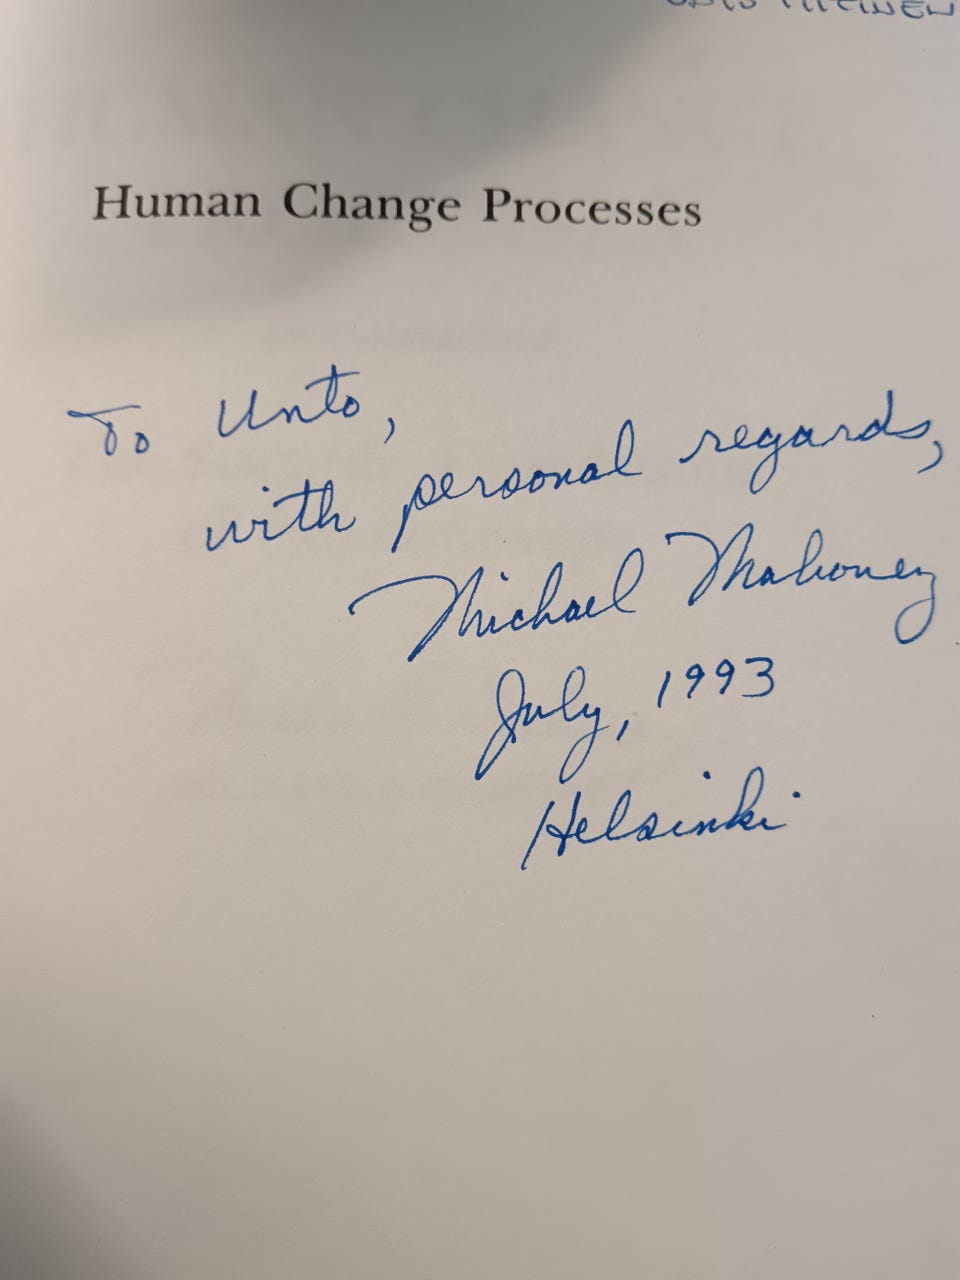 Human Change Processes
To Unto,
with personal regards,
Michael Mahoney
July, 1993
Helsinki